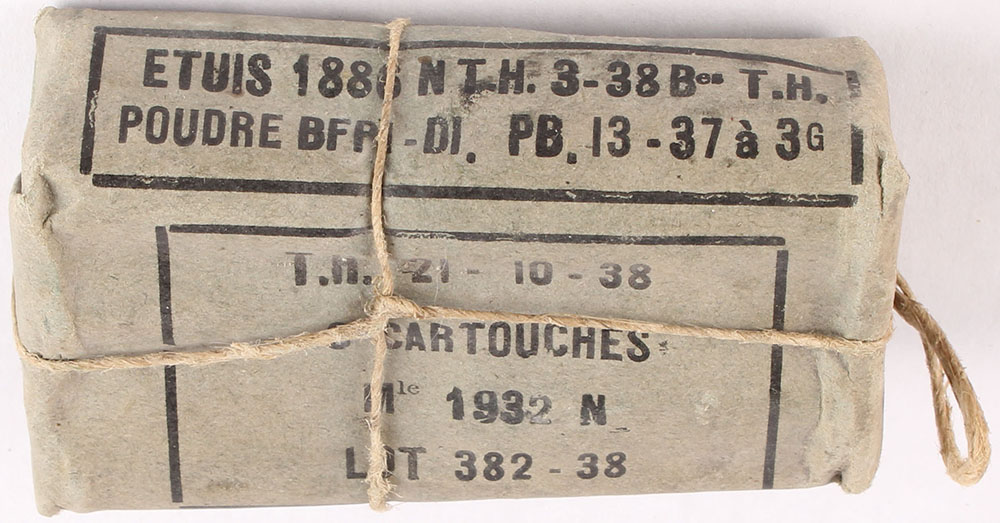 ETUIS 1886 N T.H. 3-38 Bes T.H.
POUDRE -DI. PB. 13-37 à 3G
T.H. 21-10-38
CARTOUCHES
Mle 1932 N
LOT 382-38